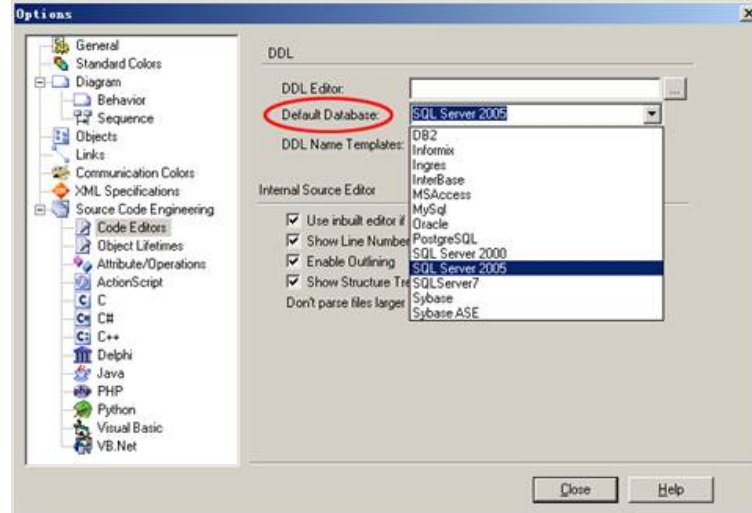 Options
General
Standard Colors
Diagram
Behavior
Sequence
Objects
Links
Communication Colors
XML Specifications
Source Code Engineering
Code Editors
Object Lifetimes
Attribute/Operations
ActionScript
C
C#
C++
Delphi
Java
PHP
Python
Visual Basic
VB.Net
DDL
DDL Editor:
...
Default Database:
SQL Server 2005
DDL Name Templates:
DB2
Informix
Ingres
InterBase
MSAccess
MySql
Oracle
PostgreSQL
SQL Server 2000
SQL Server 2005
SQLServer7
Sybase
Sybase ASE
Internal Source Editor
Use inbuilt editor if
Show Line Number
Enable Outlining
Show Structure Tre
Don't parse files larger
Close
Help